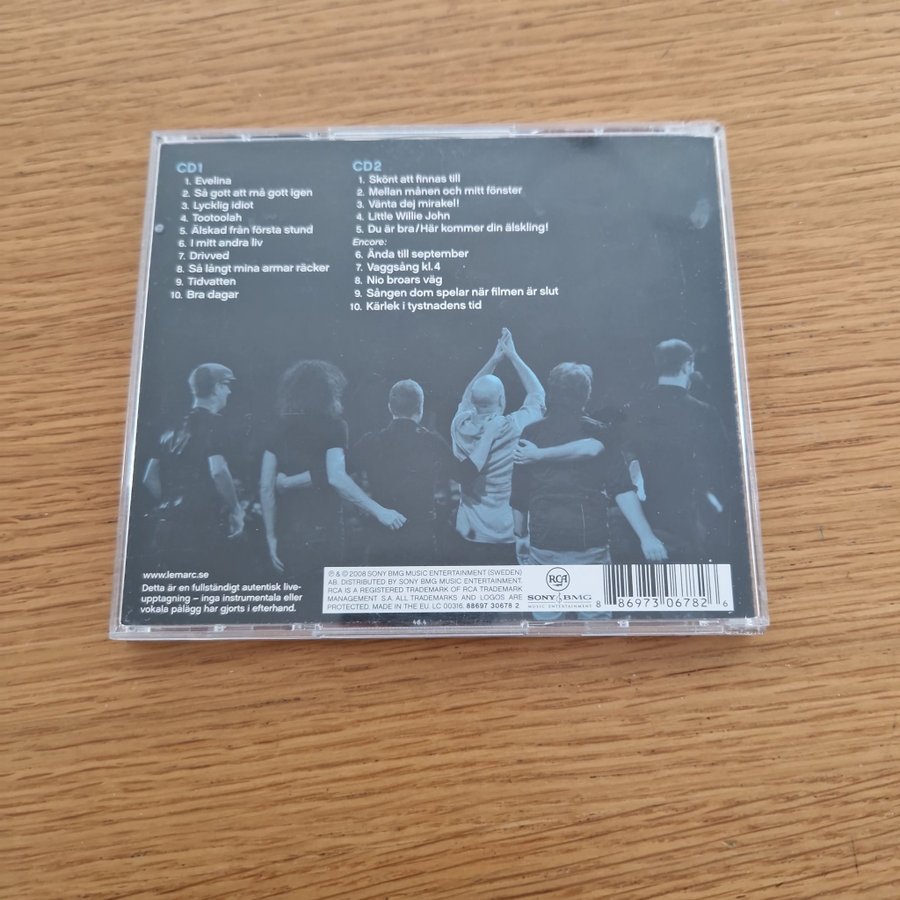 CD1
1. Evelina
2. Så gott att må gott igen
3. Lycklig idiot
4. Tootoolah
5. Älskad från första stund
6. I mitt andra liv
7. Drivved
8. Så långt mina armar räcker
9. Tidvatten
10. Bra dagar
CD2
1. Skönt att finnas till
2. Mellan månen och mitt fönster
3. Vänta dej mirakel!
4. Little Willie John
5. Du är bra/Här kommer din älskling!
Encore:
6. Ända till september
7. Vaggsång kl.4
8. Nio broars väg
9. Sången dom spelar när filmen är slut
10. Kärlek i tystnadens tid
www.lemarc.se
Detta är en fullständigt autentisk live-
upptagning – inga instrumentala eller
vokala pålägg har gjorts i efterhand.
℗ & © 2008 SONY BMG MUSIC ENTERTAINMENT (SWEDEN)
AB. DISTRIBUTED BY SONY BMG MUSIC ENTERTAINMENT.
RCA IS A REGISTERED TRADEMARK OF RCA TRADEMARK
MANAGEMENT S.A. ALL TRADEMARKS AND LOGOS ARE
PROTECTED. MADE IN THE EU. LC 00316. 88697 30678 2
RCA
SONY BMG
MUSIC ENTERTAINMENT
8 86973 06782 6